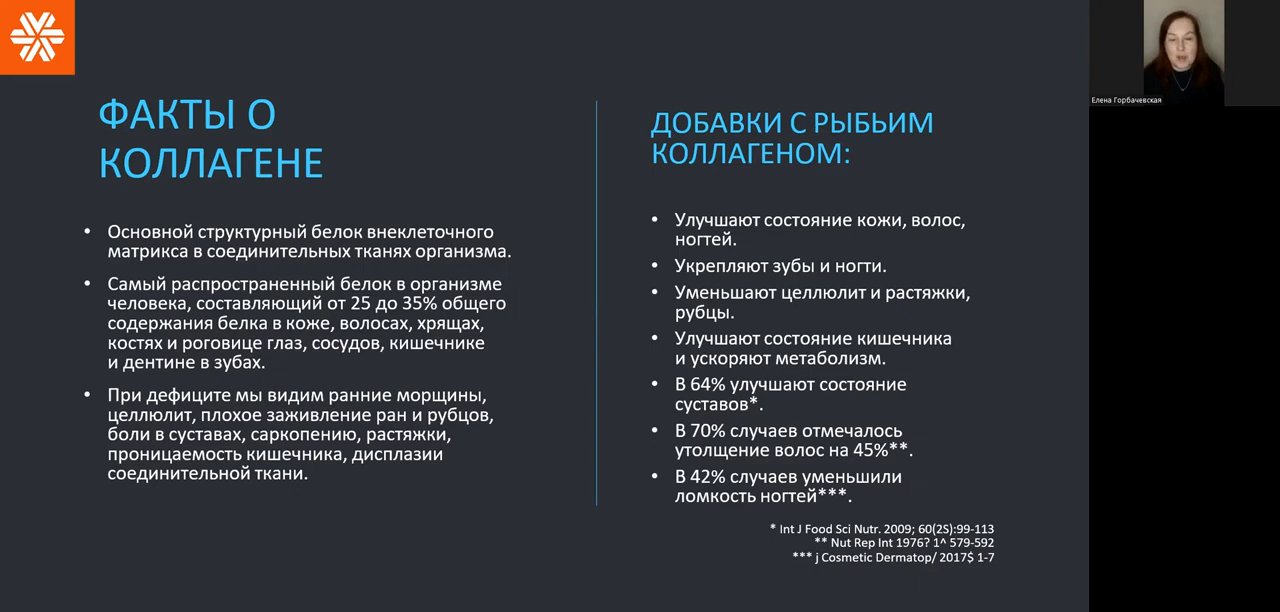 ФАКТЫ О
КОЛЛАГЕНЕ
• Основной структурный белок внеклеточного
матрикса в соединительных тканях организма.
• Самый распространенный белок в организме
человека, составляющий от 25 до 35% общего
содержания белка в коже, волосах, хрящах,
костях и роговице глаз, сосудов, кишечнике
и дентине в зубах.
• При дефиците мы видим ранние морщины,
целлюлит, плохое заживление ран и рубцов,
боли в суставах, саркопению, растяжки,
проницаемость кишечника, дисплазии
соединительной ткани.
ДОБАВКИ С РЫБЬИМ
КОЛЛАГЕНОМ:
• Улучшают состояние кожи, волос,
ногтей.
• Укрепляют зубы и ногти.
• Уменьшают целлюлит и растяжки,
рубцы.
• Улучшают состояние кишечника
и ускоряют метаболизм.
• В 64% улучшают состояние
суставов*.
• В 70% случаев отмечалось
утолщение волос на 45%**.
• В 42% случаев уменьшили
ломкость ногтей***.
* Int J Food Sci Nutr. 2009; 60(2S):99-113
** Nut Rep Int 1976? 1^ 579-592
*** j Cosmetic Dermatop/ 2017$ 1-7
Елена Горбачевская